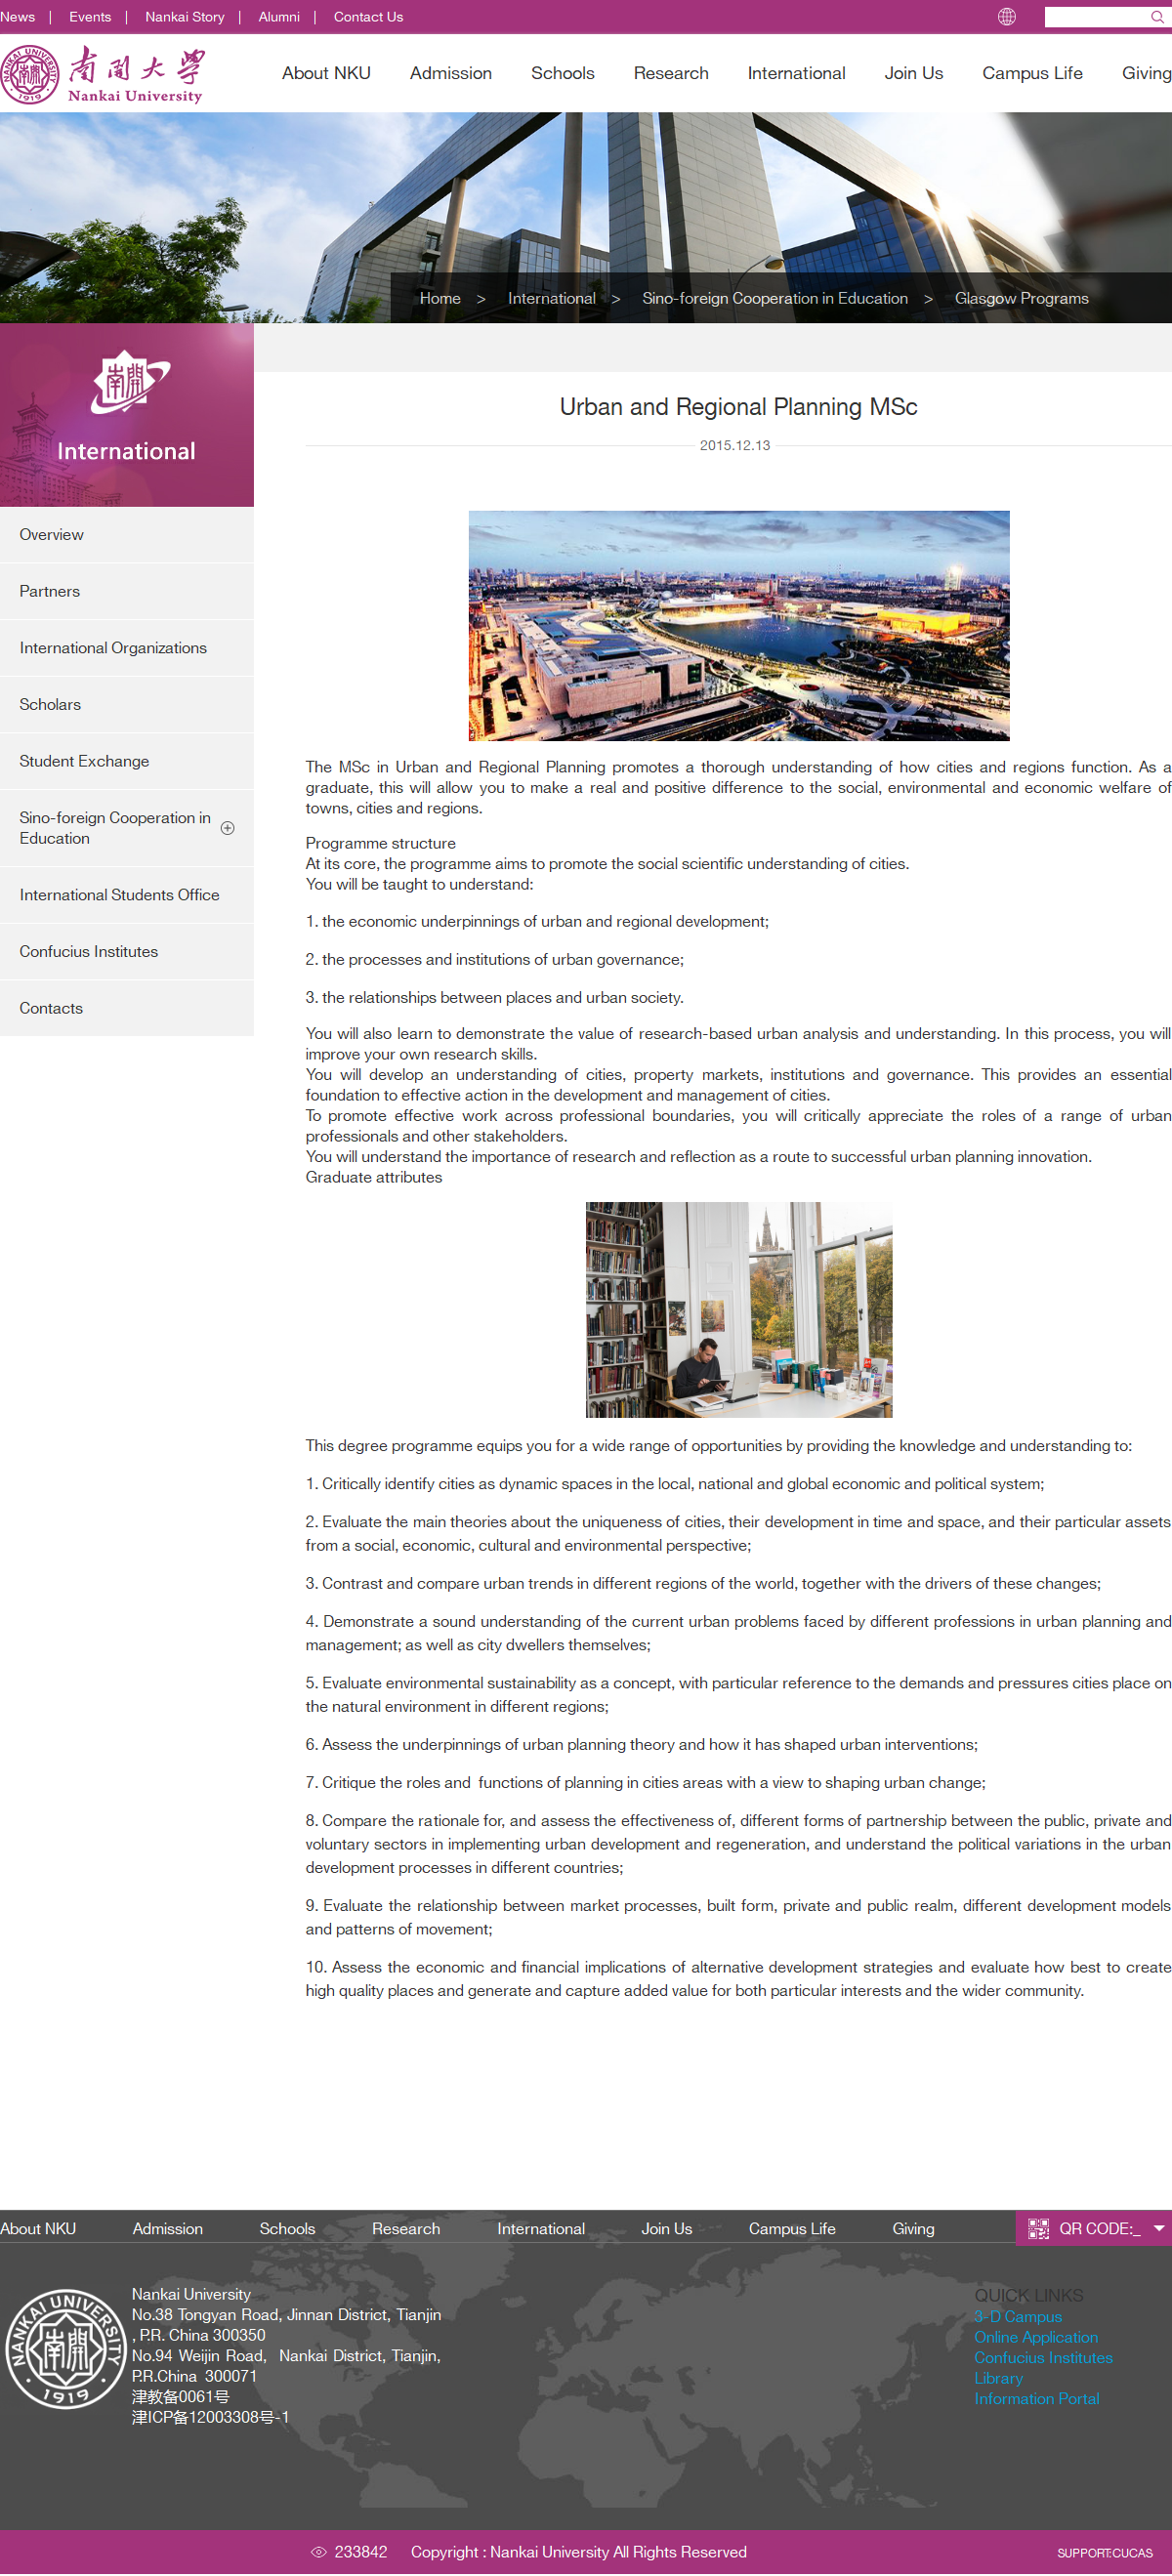 News | Events | Nankai Story | Alumni | Contact Us
南开大学
Nankai University
NANKAI UNIVERSITY
1919
About NKU Admission Schools Research International Join Us Campus Life Giving
Home > International > Sino-foreign Cooperation in Education > Glasgow Programs
International
Overview
Partners
International Organizations
Scholars
Student Exchange
Sino-foreign Cooperation in
Education
International Students Office
Confucius Institutes
Contacts
Urban and Regional Planning MSc
2015.12.13
The MSc in Urban and Regional Planning promotes a thorough understanding of how cities and regions function. As a
graduate, this will allow you to make a real and positive difference to the social, environmental and economic welfare of
towns, cities and regions.
Programme structure
At its core, the programme aims to promote the social scientific understanding of cities.
You will be taught to understand:
1. the economic underpinnings of urban and regional development;
2. the processes and institutions of urban governance;
3. the relationships between places and urban society.
You will also learn to demonstrate the value of research-based urban analysis and understanding. In this process, you will
improve your own research skills.
You will develop an understanding of cities, property markets, institutions and governance. This provides an essential
foundation to effective action in the development and management of cities.
To promote effective work across professional boundaries, you will critically appreciate the roles of a range of urban
professionals and other stakeholders.
You will understand the importance of research and reflection as a route to successful urban planning innovation.
Graduate attributes
This degree programme equips you for a wide range of opportunities by providing the knowledge and understanding to:
1. Critically identify cities as dynamic spaces in the local, national and global economic and political system;
2. Evaluate the main theories about the uniqueness of cities, their development in time and space, and their particular assets
from a social, economic, cultural and environmental perspective;
3. Contrast and compare urban trends in different regions of the world, together with the drivers of these changes;
4. Demonstrate a sound understanding of the current urban problems faced by different professions in urban planning and
management; as well as city dwellers themselves;
5. Evaluate environmental sustainability as a concept, with particular reference to the demands and pressures cities place on
the natural environment in different regions;
6. Assess the underpinnings of urban planning theory and how it has shaped urban interventions;
7. Critique the roles and functions of planning in cities areas with a view to shaping urban change;
8. Compare the rationale for, and assess the effectiveness of, different forms of partnership between the public, private and
voluntary sectors in implementing urban development and regeneration, and understand the political variations in the urban
development processes in different countries;
9. Evaluate the relationship between market processes, built form, private and public realm, different development models
and patterns of movement;
10. Assess the economic and financial implications of alternative development strategies and evaluate how best to create
high quality places and generate and capture added value for both particular interests and the wider community.
About NKU Admission Schools Research International Join Us Campus Life Giving
QR CODE:_
NANKAI UNIVERSITY
1919
Nankai University
No.38 Tongyan Road, Jinnan District, Tianjin
, P.R. China 300350
No.94 Weijin Road, Nankai District, Tianjin,
P.R.China 300071
津教备0061号
津ICP备12003308号-1
QUICK LINKS
3-D Campus
Online Application
Confucius Institutes
Library
Information Portal
233842 Copyright : Nankai University All Rights Reserved
SUPPORT:CUCAS